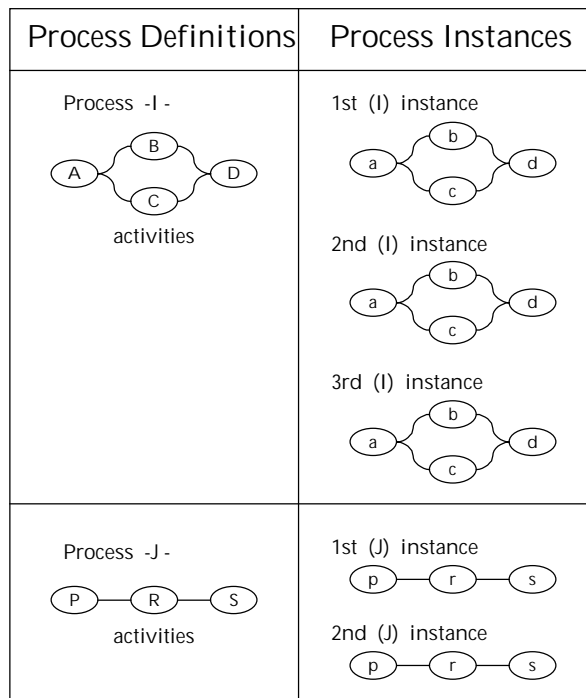 Process Definitions
Process Instances
Process -I-
A
B
C
D
activities
1st (I) instance
a
b
c
d
2nd (I) instance
a
b
c
d
3rd (I) instance
a
b
c
d
Process -J-
P
R
S
activities
1st (J) instance
p
r
s
2nd (J) instance
p
r
s